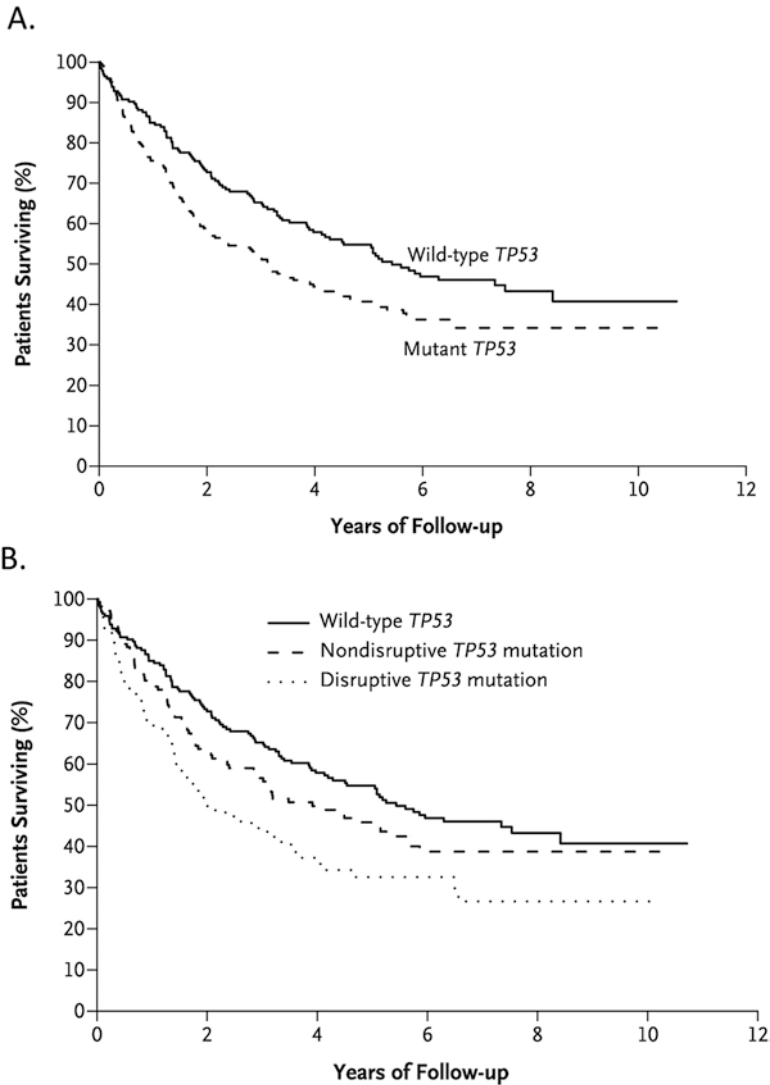 A.
100
90
80
70
60
50
40
30
20
10
0
Patients Surviving (%)
Wild-type TP53
Mutant TP53
0 2 4 6 8 10 12
Years of Follow-up
B.
100
90
80
70
60
50
40
30
20
10
0
Patients Surviving (%)
Wild-type TP53
Nondisruptive TP53 mutation
Disruptive TP53 mutation
0 2 4 6 8 10 12
Years of Follow-up